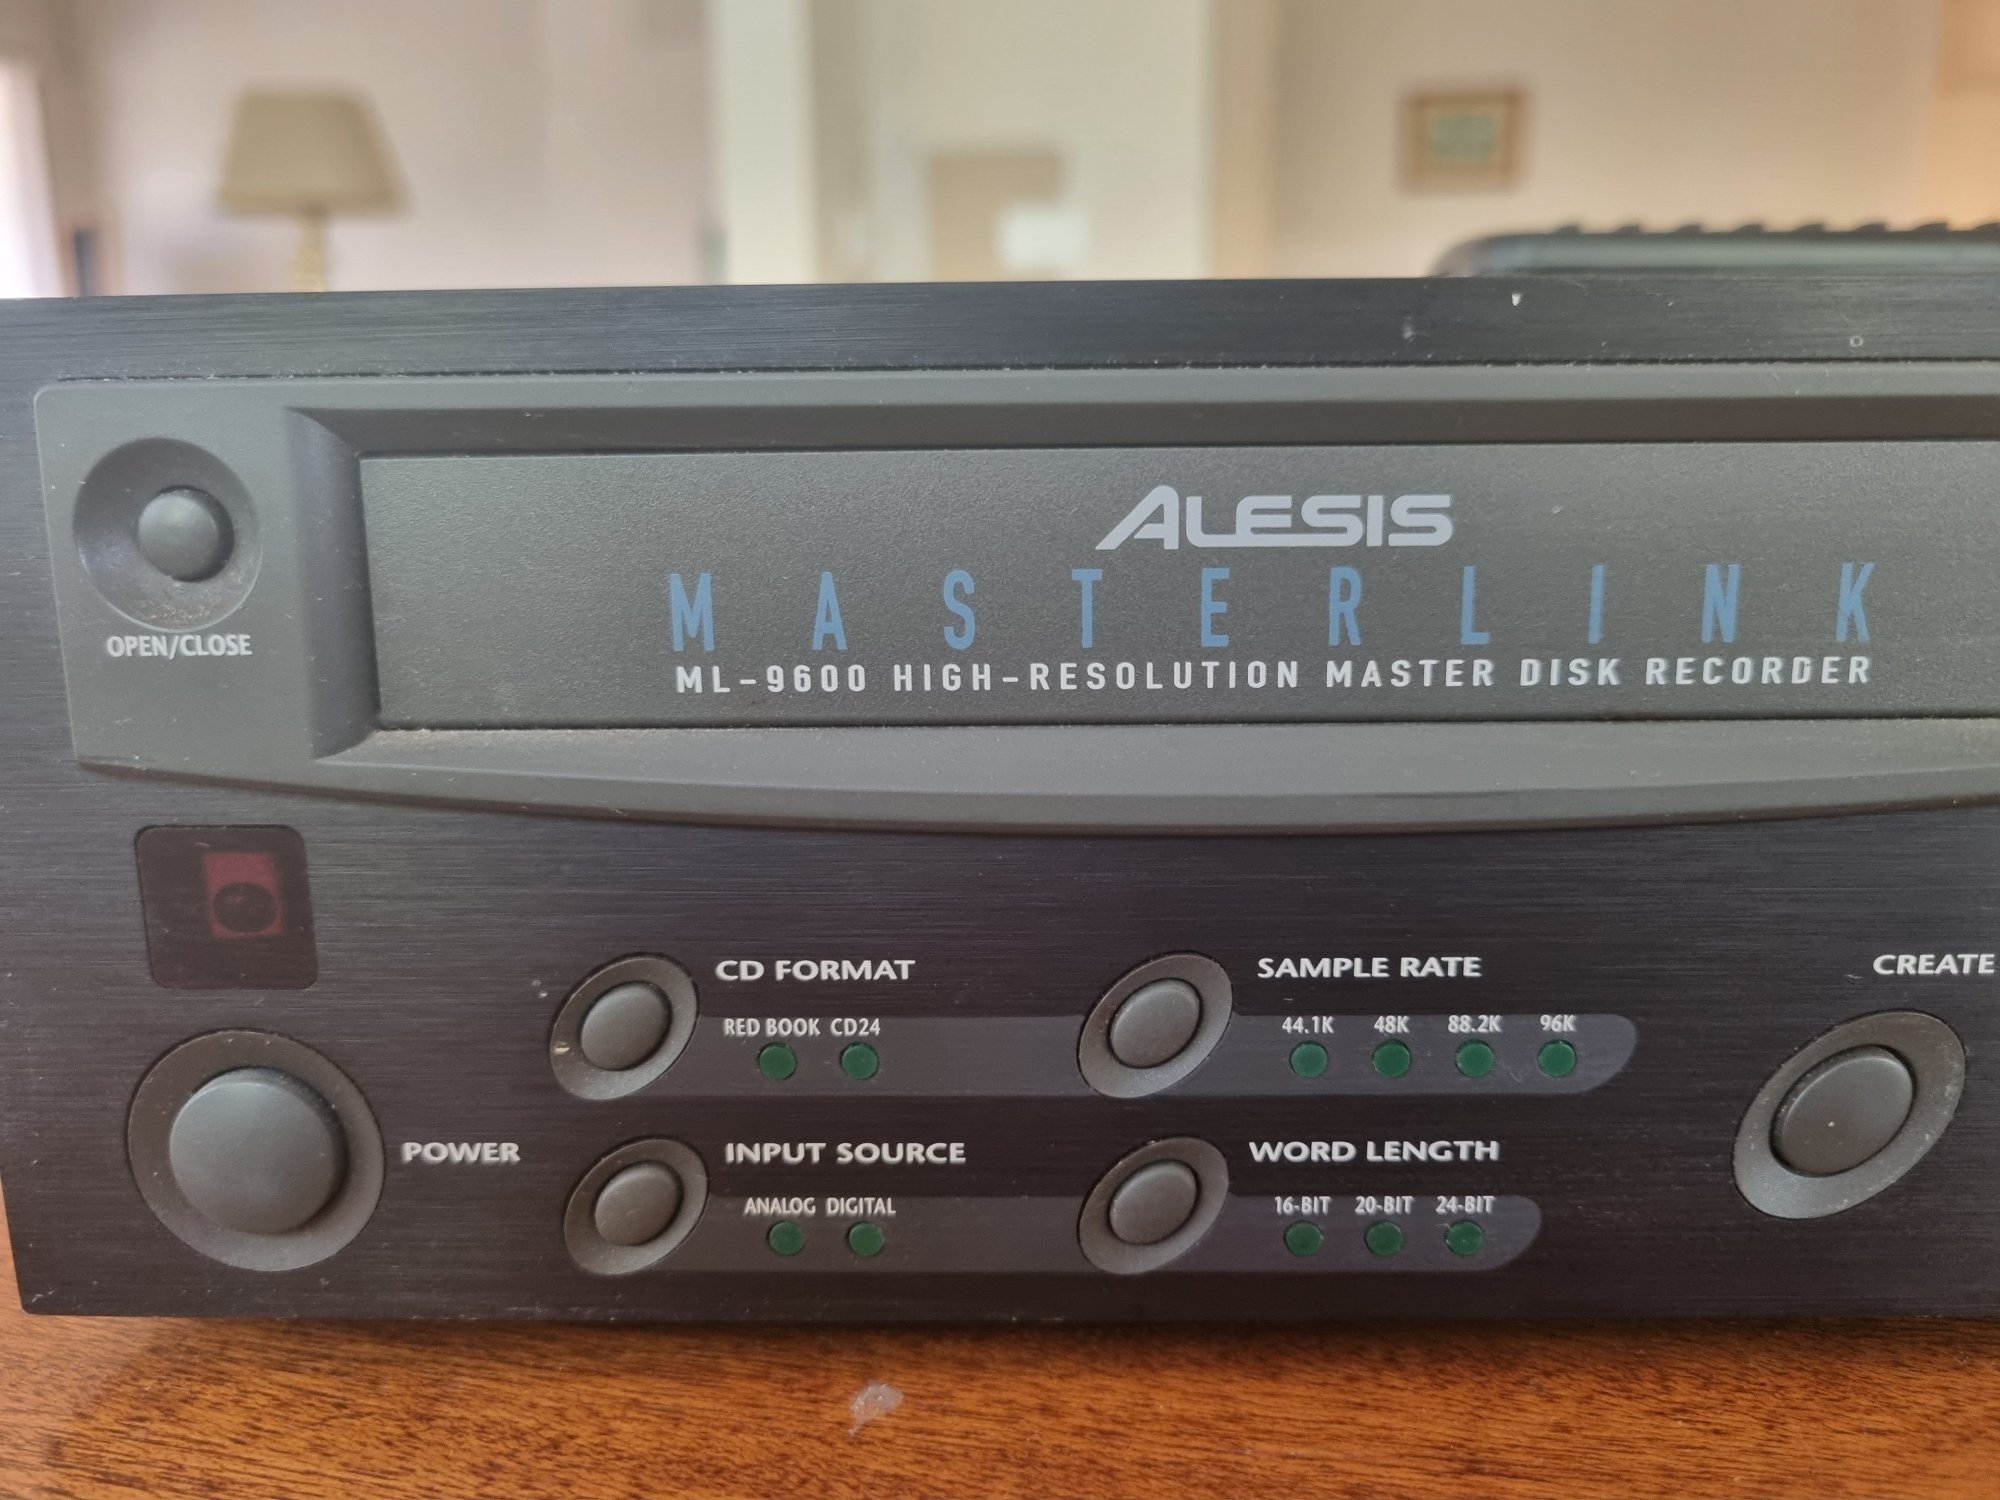 ALESIS
MASTERLINK
ML-9600 HIGH-RESOLUTION MASTER DISK RECORDER
OPEN/CLOSE
CD FORMAT
RED BOOK CD24
SAMPLE RATE
44.1K 48K 88.2K 96K
CREATE
POWER
INPUT SOURCE
ANALOG DIGITAL
WORD LENGTH
16-BIT 20-BIT 24-BIT